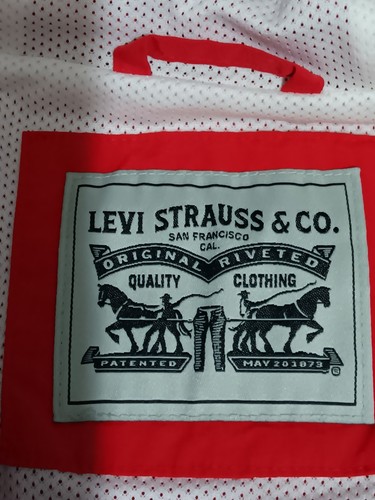 LEVI STRAUSS & CO.
SAN FRANCISCO
CAL.
ORIGINAL RIVETED
QUALITY CLOTHING
PATENTED MAY 20 1873
®